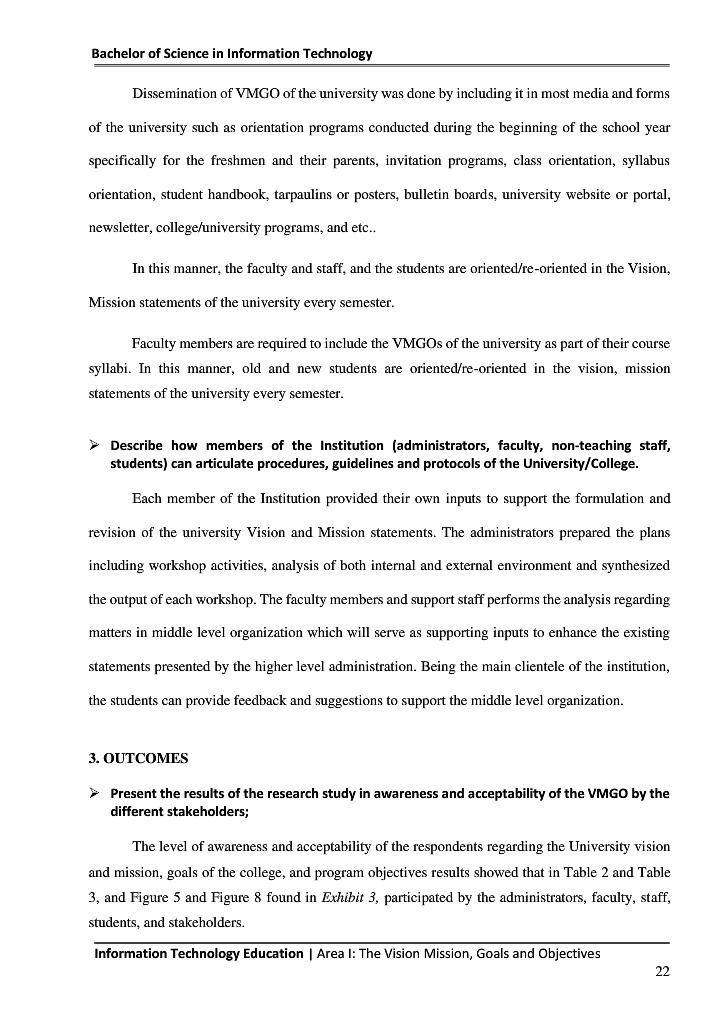 Bachelor of Science in Information Technology
Dissemination of VMGO of the university was done by including it in most media and forms
of the university such as orientation programs conducted during the beginning of the school year
specifically for the freshmen and their parents, invitation programs, class orientation, syllabus
orientation, student handbook, tarpaulins or posters, bulletin boards, university website or portal,
newsletter, college/university programs, and etc..
In this manner, the faculty and staff, and the students are oriented/re-oriented in the Vision,
Mission statements of the university every semester.
Faculty members are required to include the VMGOs of the university as part of their course
syllabi. In this manner, old and new students are oriented/re-oriented in the vision, mission
statements of the university every semester.
➢ Describe how members of the Institution (administrators, faculty, non-teaching staff,
students) can articulate procedures, guidelines and protocols of the University/College.
Each member of the Institution provided their own inputs to support the formulation and
revision of the university Vision and Mission statements. The administrators prepared the plans
including workshop activities, analysis of both internal and external environment and synthesized
the output of each workshop. The faculty members and support staff performs the analysis regarding
matters in middle level organization which will serve as supporting inputs to enhance the existing
statements presented by the higher level administration. Being the main clientele of the institution,
the students can provide feedback and suggestions to support the middle level organization.
3. OUTCOMES
➢ Present the results of the research study in awareness and acceptability of the VMGO by the
different stakeholders;
The level of awareness and acceptability of the respondents regarding the University vision
and mission, goals of the college, and program objectives results showed that in Table 2 and Table
3, and Figure 5 and Figure 8 found in Exhibit 3, participated by the administrators, faculty, staff,
students, and stakeholders.
Information Technology Education | Area I: The Vision Mission, Goals and Objectives
22